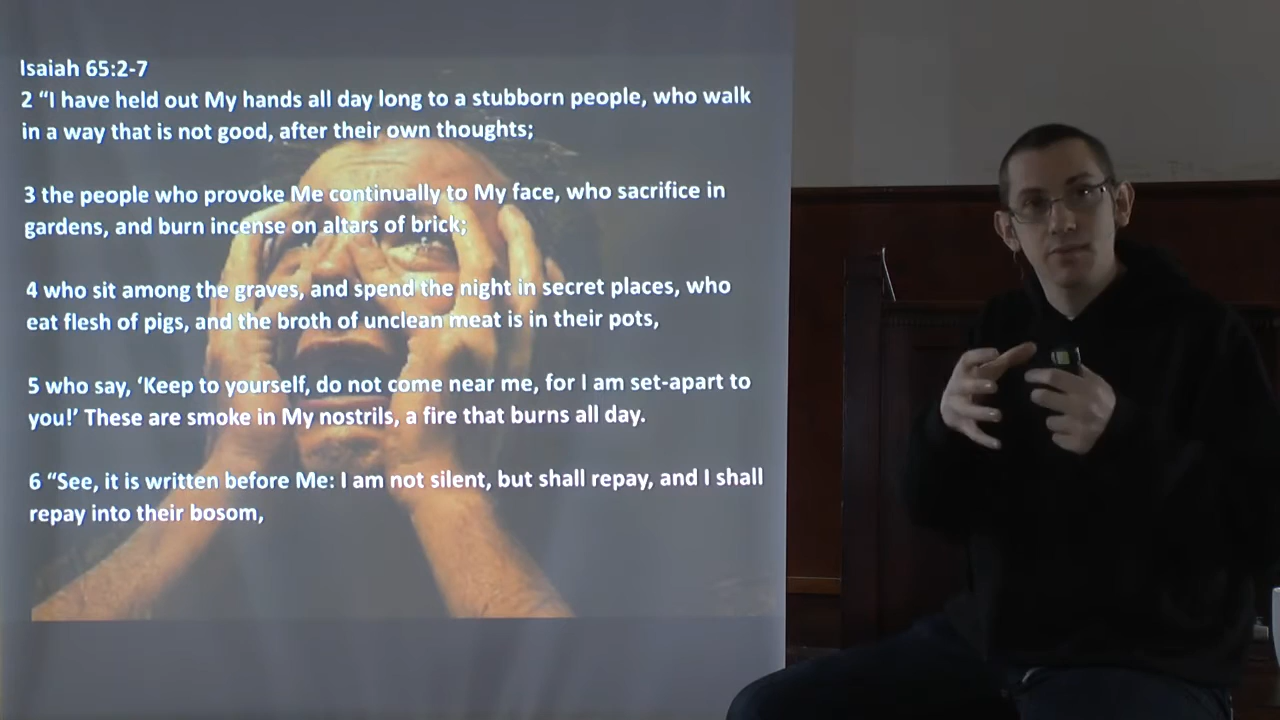 Isaiah 65:2-7
2 “I have held out My hands all day long to a stubborn people, who walk
in a way that is not good, after their own thoughts;
3 the people who provoke Me continually to My face, who sacrifice in
gardens, and burn incense on altars of brick;
4 who sit among the graves, and spend the night in secret places, who
eat flesh of pigs, and the broth of unclean meat is in their pots,
5 who say, ‘Keep to yourself, do not come near me, for I am set-apart to
you!’ These are smoke in My nostrils, a fire that burns all day.
6 “See, it is written before Me: I am not silent, but shall repay, and I shall
repay into their bosom,